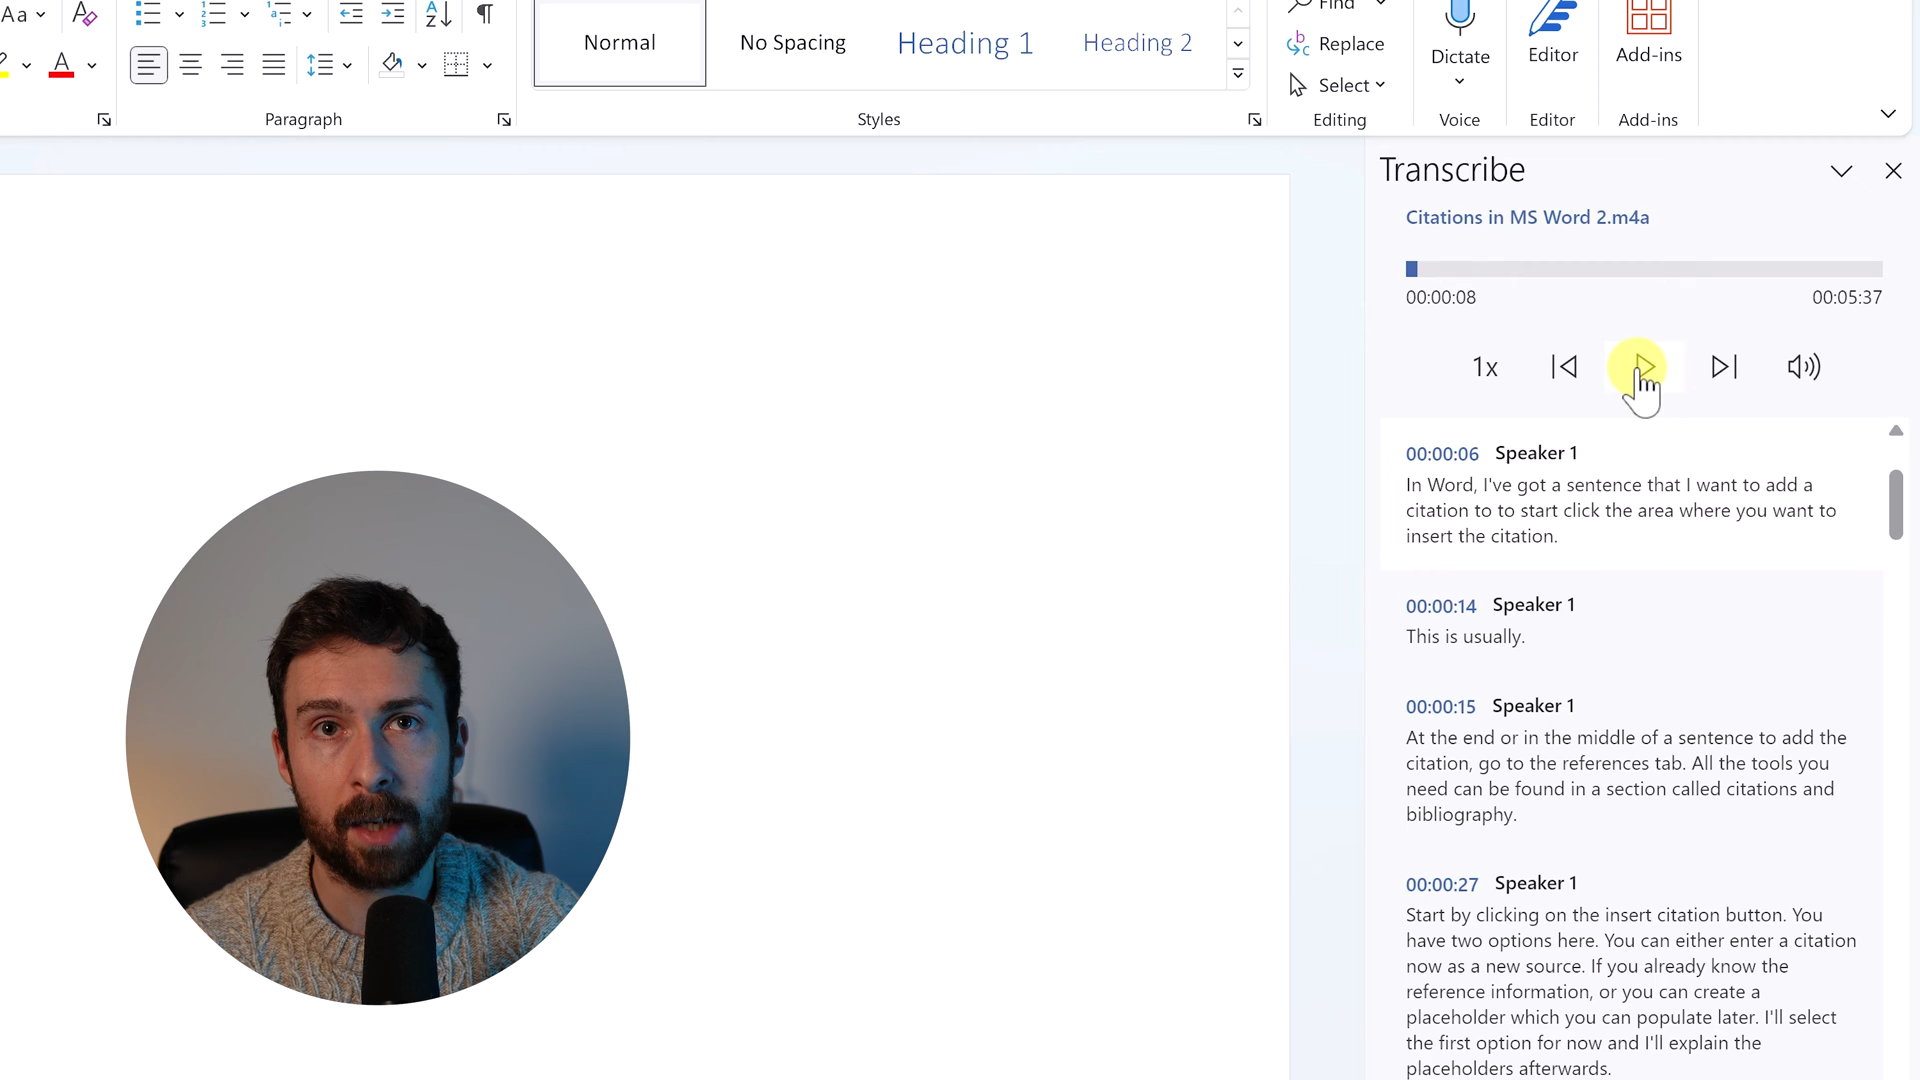 Aa
Find
Replace
Select
Normal
No Spacing
Heading 1
Heading 2
Dictate
Editor
Add-ins
Paragraph
Styles
Editing
Voice
Editor
Add-ins
Transcribe
Citations in MS Word 2.m4a
00:00:08
00:05:37
1x
00:00:06 Speaker 1
In Word, I've got a sentence that I want to add a
citation to to start click the area where you want to
insert the citation.
00:00:14 Speaker 1
This is usually.
00:00:15 Speaker 1
At the end or in the middle of a sentence to add the
citation, go to the references tab. All the tools you
need can be found in a section called citations and
bibliography.
00:00:27 Speaker 1
Start by clicking on the insert citation button. You
have two options here. You can either enter a citation
now as a new source. If you already know the
reference information, or you can create a
placeholder which you can populate later. I'll select
the first option for now and I'll explain the
placeholders afterwards.